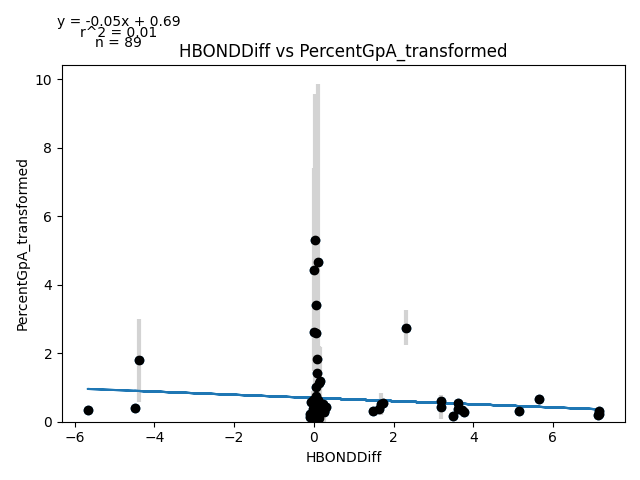 y = -0.05x + 0.69
r^2 = 0.01
n = 89
HBONDDiff vs PercentGpA_transformed
PercentGpA_transformed
10
8
6
4
2
0
−6
−4
−2
0
2
4
6
HBONDDiff